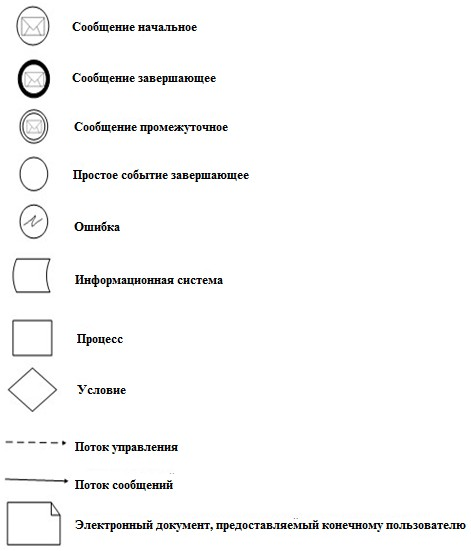 Сообщение начальное
Сообщение завершающее
Сообщение промежуточное
Простое событие завершающее
Ошибка
Информационная система
Процесс
Условие
Поток управления
Поток сообщений
Электронный документ, предоставляемый конечному пользователю